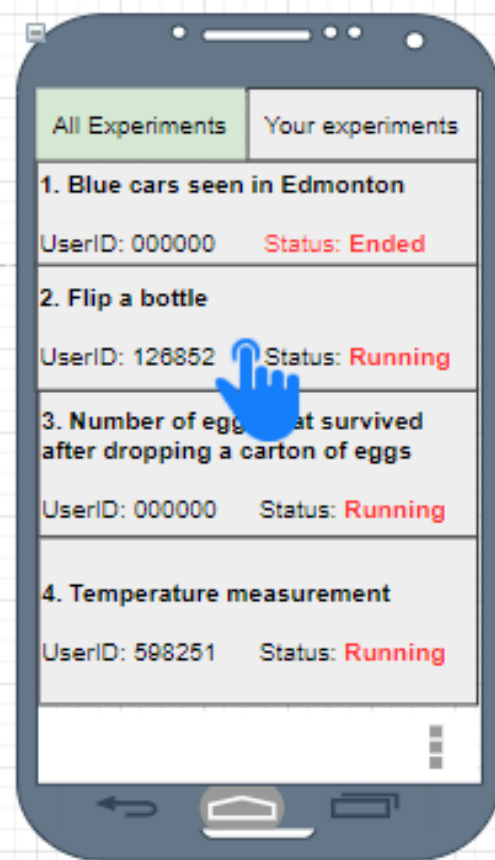 All Experiments Your experiments
1. Blue cars seen in Edmonton
UserID: 000000 Status: Ended
2. Flip a bottle
UserID: 126852 Status: Running
3. Number of at survived
after dropping a carton of eggs
UserID: 000000 Status: Running
4. Temperature measurement
UserID: 598251 Status: Running